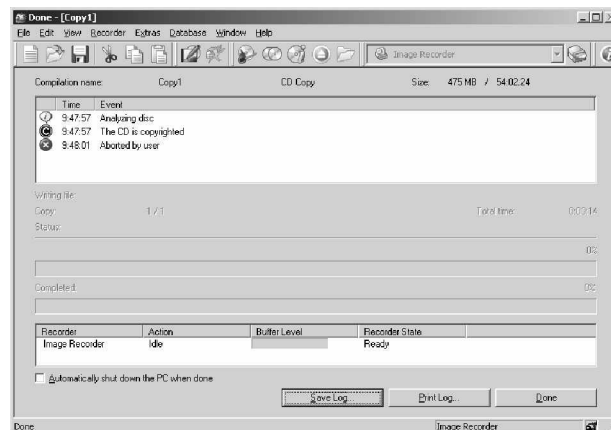 Done - [Copy1]
File Edit View Recorder Extras Database Window Help
Image Recorder
Compilation name: Copy1 CD Copy Size: 475 MB / 54:02.24
Time Event
9:47:57 Analyzing disc
9:47:57 The CD is copyrighted
9:48:01 Aborted by user
Writing file:
Copy: 1 / 1 Total time: 0:00:14
Status:
0%
Completed: 0%
Recorder Action Buffer Level Recorder State
Image Recorder Idle Ready
Automatically shut down the PC when done
Save Log... Print Log... Done
Done Image Recorder